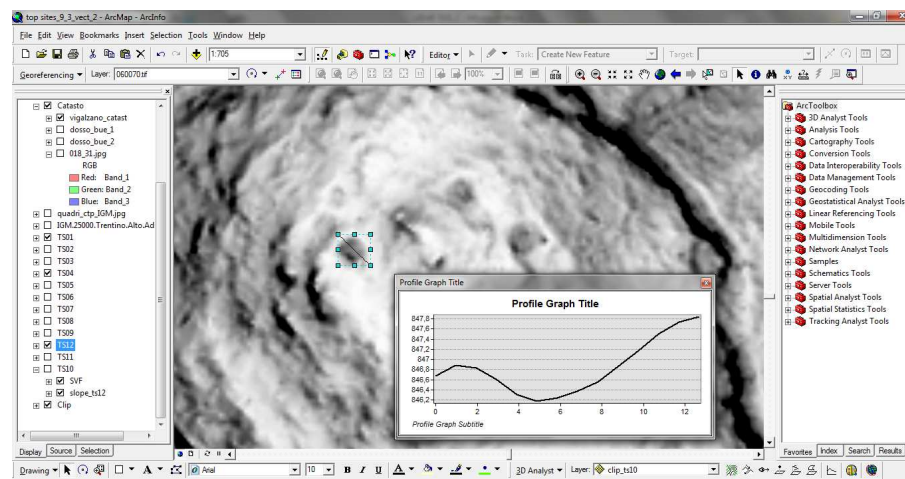 top sites_9_3_vect_2 - ArcMap - ArcInfo
File Edit View Bookmarks Insert Selection Tools Window Help
1:705 Editor Task: Create New Feature Target:
Georeferencing Layer: 060070.tif 100%
Catasto
vigalzano_catast
dosso_bue_1
dosso_bue_2
018_31.jpg
RGB
Red: Band_1
Green: Band_2
Blue: Band_3
quadri_ctp_IGM.jpg
IGM.25000.Trentino.Alto.Ad
TS01
TS02
TS03
TS04
TS05
TS06
TS07
TS08
TS09
TS12
TS11
TS10
SVF
slope_ts12
Clip
Display Source Selection
Profile Graph Title
Profile Graph Title
847,8
847,6
847,4
847,2
847
846,8
846,6
846,4
846,2
0 2 4 6 8 10 12
Profile Graph Subtitle
ArcToolbox
3D Analyst Tools
Analysis Tools
Cartography Tools
Conversion Tools
Data Interoperability Tools
Data Management Tools
Geocoding Tools
Geostatistical Analyst Tools
Linear Referencing Tools
Mobile Tools
Multidimension Tools
Network Analyst Tools
Samples
Schematics Tools
Server Tools
Spatial Analyst Tools
Spatial Statistics Tools
Tracking Analyst Tools
Favorites Index Search Results
Drawing A Arial 10 B I U A 3D Analyst Layer: clip_ts10